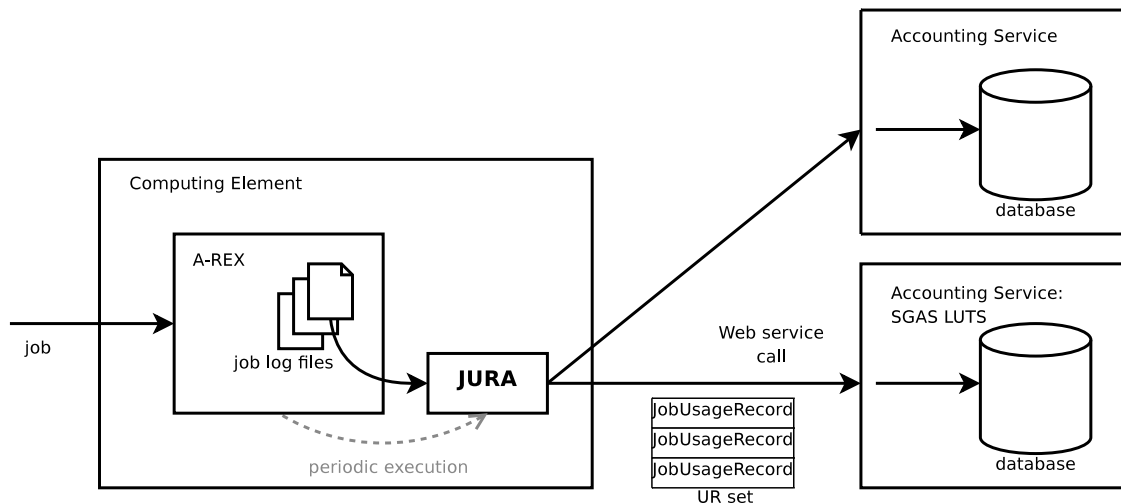 Accounting Service
database
Computing Element
A-REX
job log files
job
JURA
periodic execution
Web service
call
JobUsageRecord
JobUsageRecord
JobUsageRecord
UR set
Accounting Service:
SGAS LUTS
database